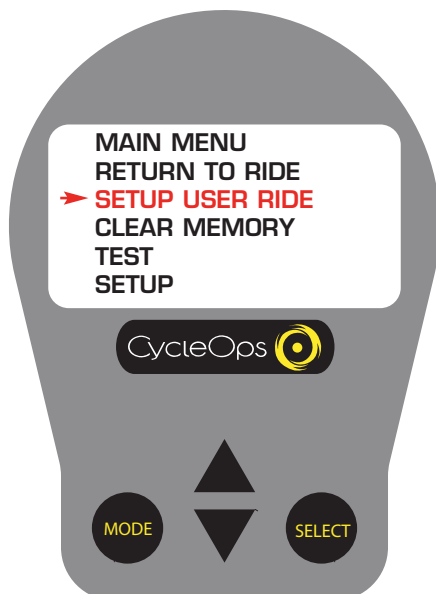 MAIN MENU
RETURN TO RIDE
SETUP USER RIDE
CLEAR MEMORY
TEST
SETUP
CycleOps
MODE
SELECT